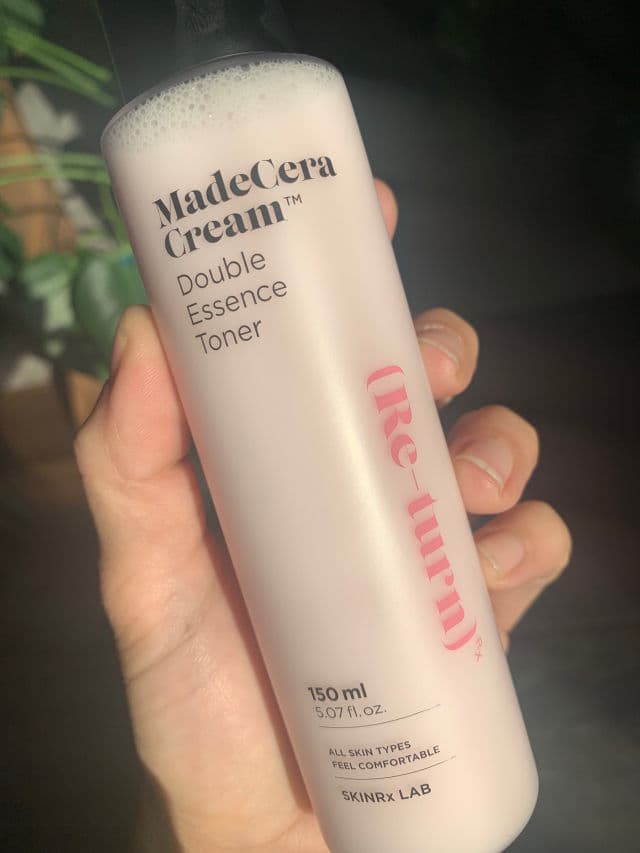 MadeCera
Cream™
Double
Essence
Toner
(Re-turn)Rx
150 ml
5.07 fl. oz.
ALL SKIN TYPES
FEEL COMFORTABLE
SKINRx LAB